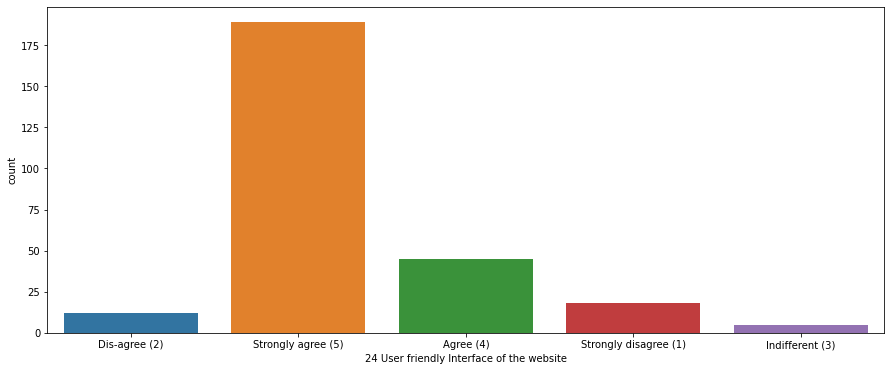 175
150
125
100
75
50
25
0
count
Dis-agree (2) Strongly agree (5) Agree (4) Strongly disagree (1) Indifferent (3)
24 User friendly Interface of the website